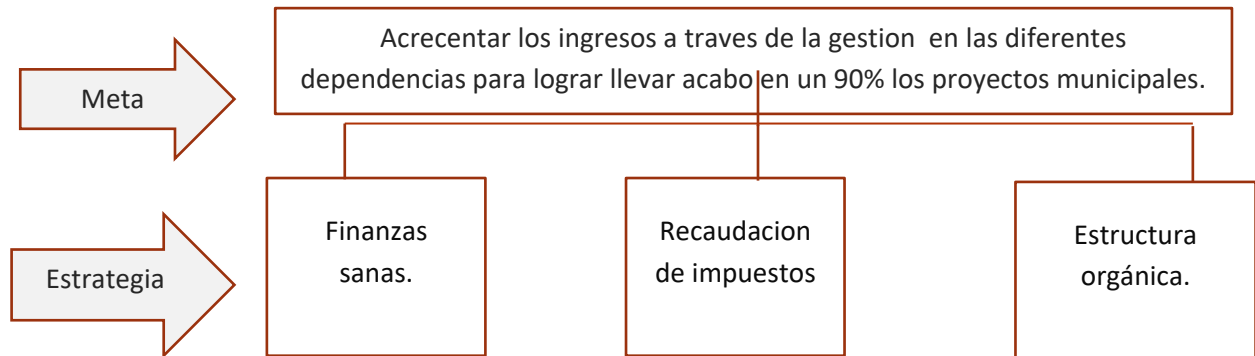 Acrecentar los ingresos a traves de la gestion en las diferentes
dependencias para lograr llevar acabo en un 90% los proyectos municipales.
Meta
Finanzas
sanas.
Recaudacion
de impuestos
Estructura
orgánica.
Estrategia